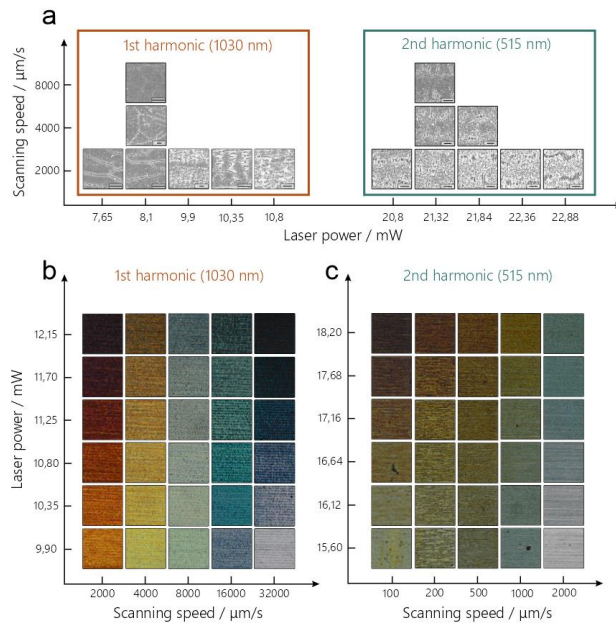 a
1st harmonic (1030 nm)
2nd harmonic (515 nm)
Scanning speed / μm/s
8000
4000
2000
7,65
8,1
9,9
10,35
10,8
20,8
21,32
21,84
22,36
22,88
Laser power / mW
b
1st harmonic (1030 nm)
Laser power / mW
12,15
11,70
11,25
10,80
10,35
9,90
2000
4000
8000
16000
32000
Scanning speed / μm/s
c
2nd harmonic (515 nm)
18,20
17,68
17,16
16,64
16,12
15,60
100
200
500
1000
2000
Scanning speed / μm/s